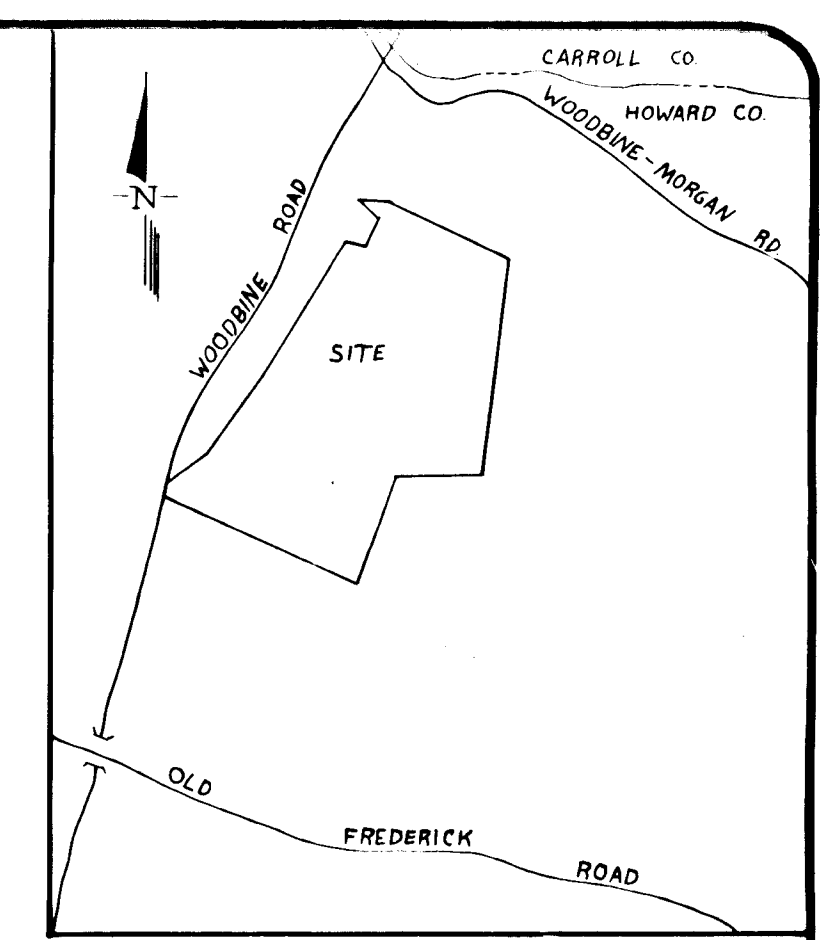 CARROLL CO.
HOWARD CO.
WOODBINE-MORGAN RD.
N
WOODBINE ROAD
SITE
OLD FREDERICK ROAD